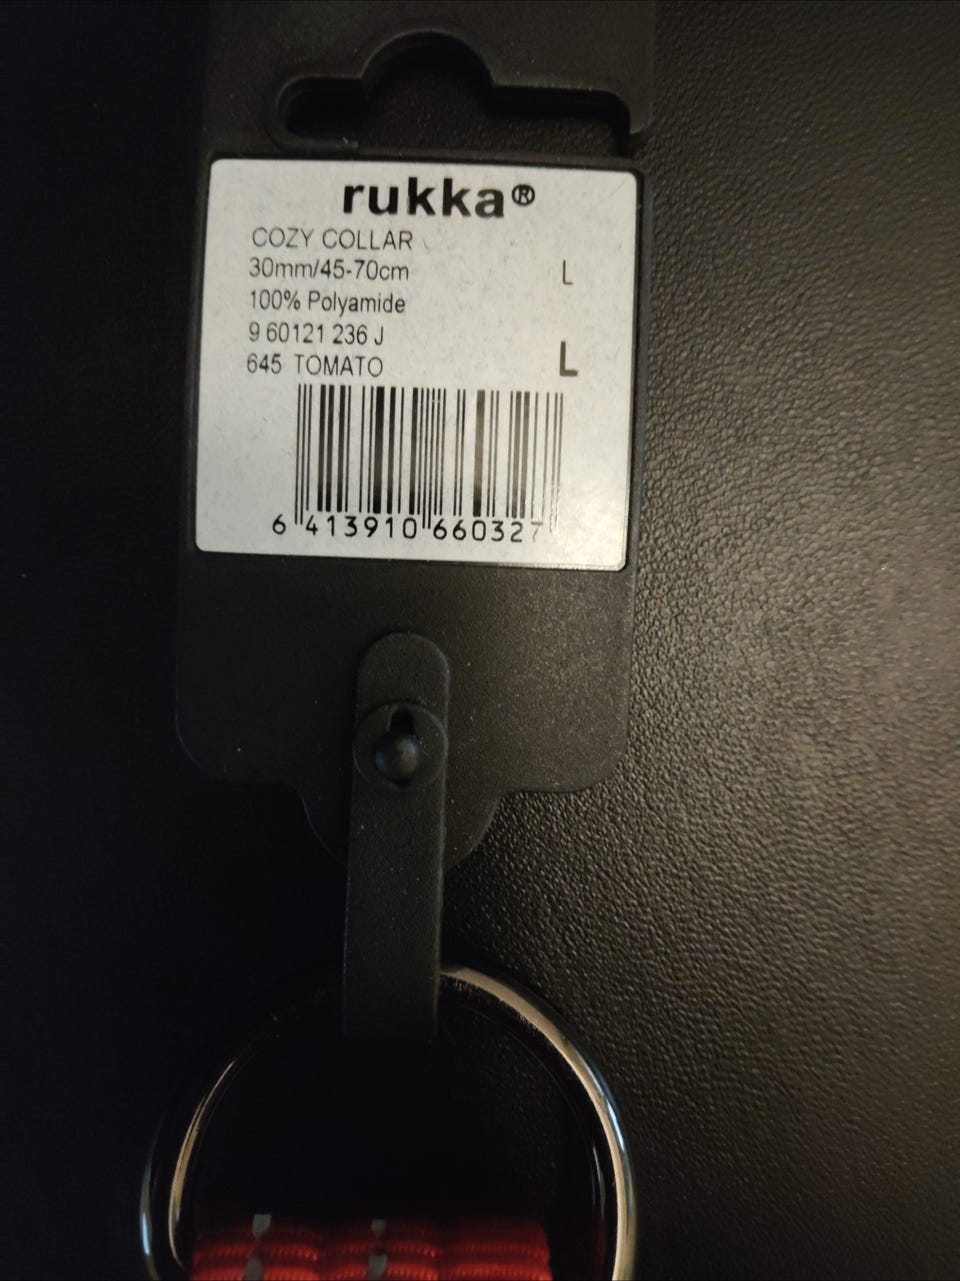 rukka®
COZY COLLAR
30mm/45-70cm L
100% Polyamide
9 60121 236 J
645 TOMATO L
6 413910 660327